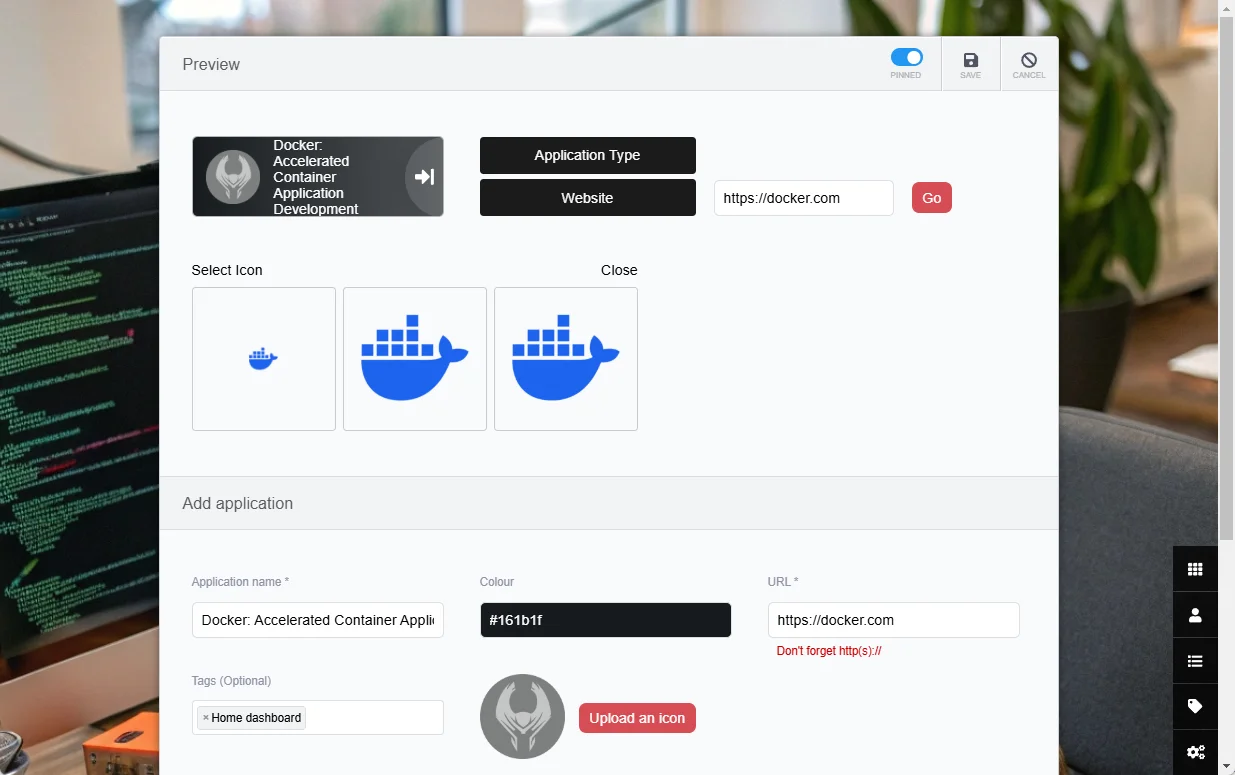 Preview
PINNED
SAVE
CANCEL
Docker:
Accelerated
Container
Application
Development
Application Type
Website
https://docker.com
Go
Select Icon
Close
Add application
Application name *
Colour
URL *
Docker: Accelerated Container Applic
#161b1f
https://docker.com
Don't forget http(s)://
Tags (Optional)
× Home dashboard
Upload an icon